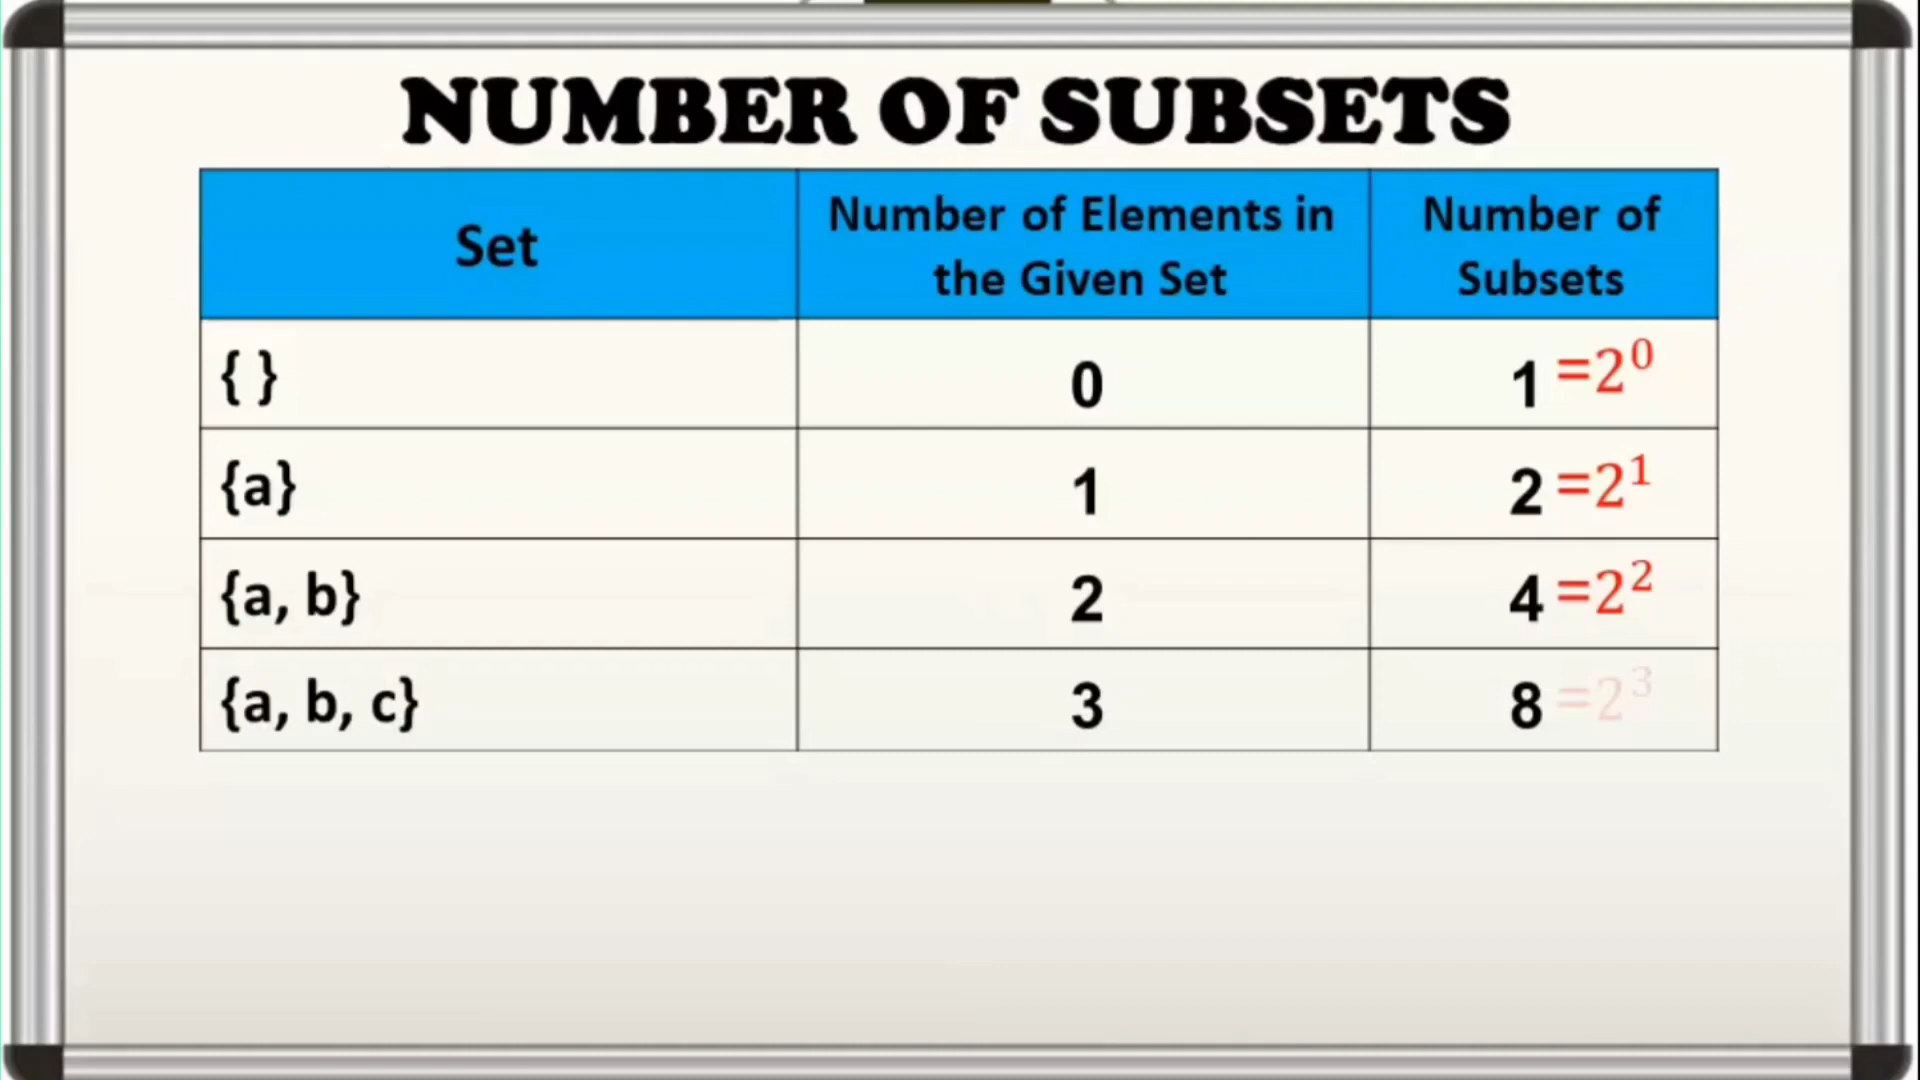 NUMBER OF SUBSETS
Set
Number of Elements in
the Given Set
Number of
Subsets
{ } 0 1 =2⁰
{a} 1 2 =2¹
{a, b} 2 4 =2²
{a, b, c} 3 8 =2³